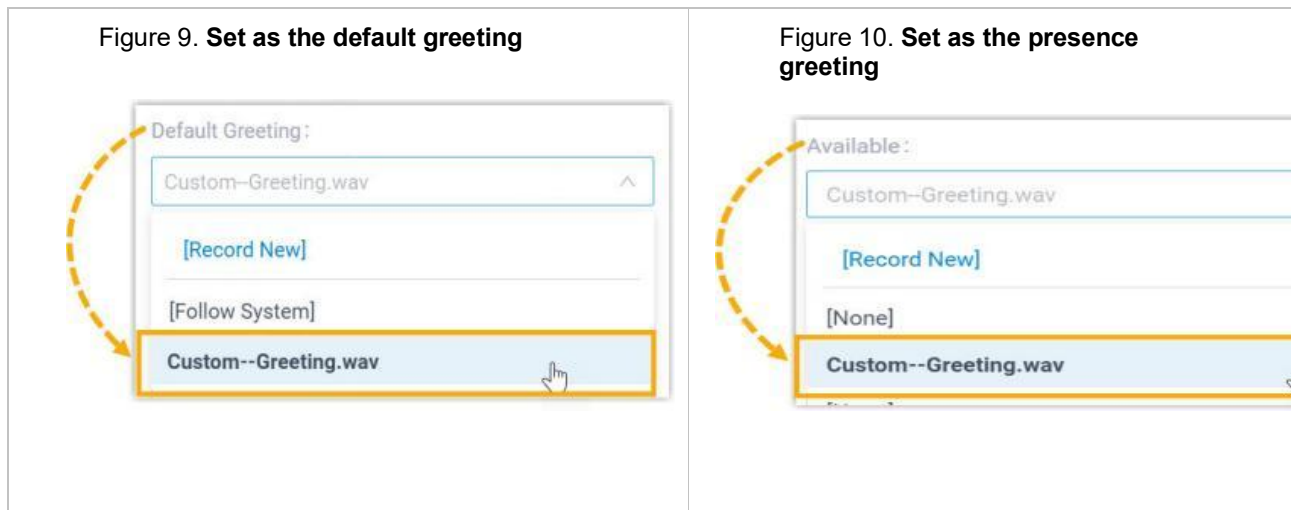 Figure 9. Set as the default greeting
Default Greeting:
Custom--Greeting.wav
[Record New]
[Follow System]
Custom--Greeting.wav
Figure 10. Set as the presence
greeting
Available:
Custom--Greeting.wav
[Record New]
[None]
Custom--Greeting.wav